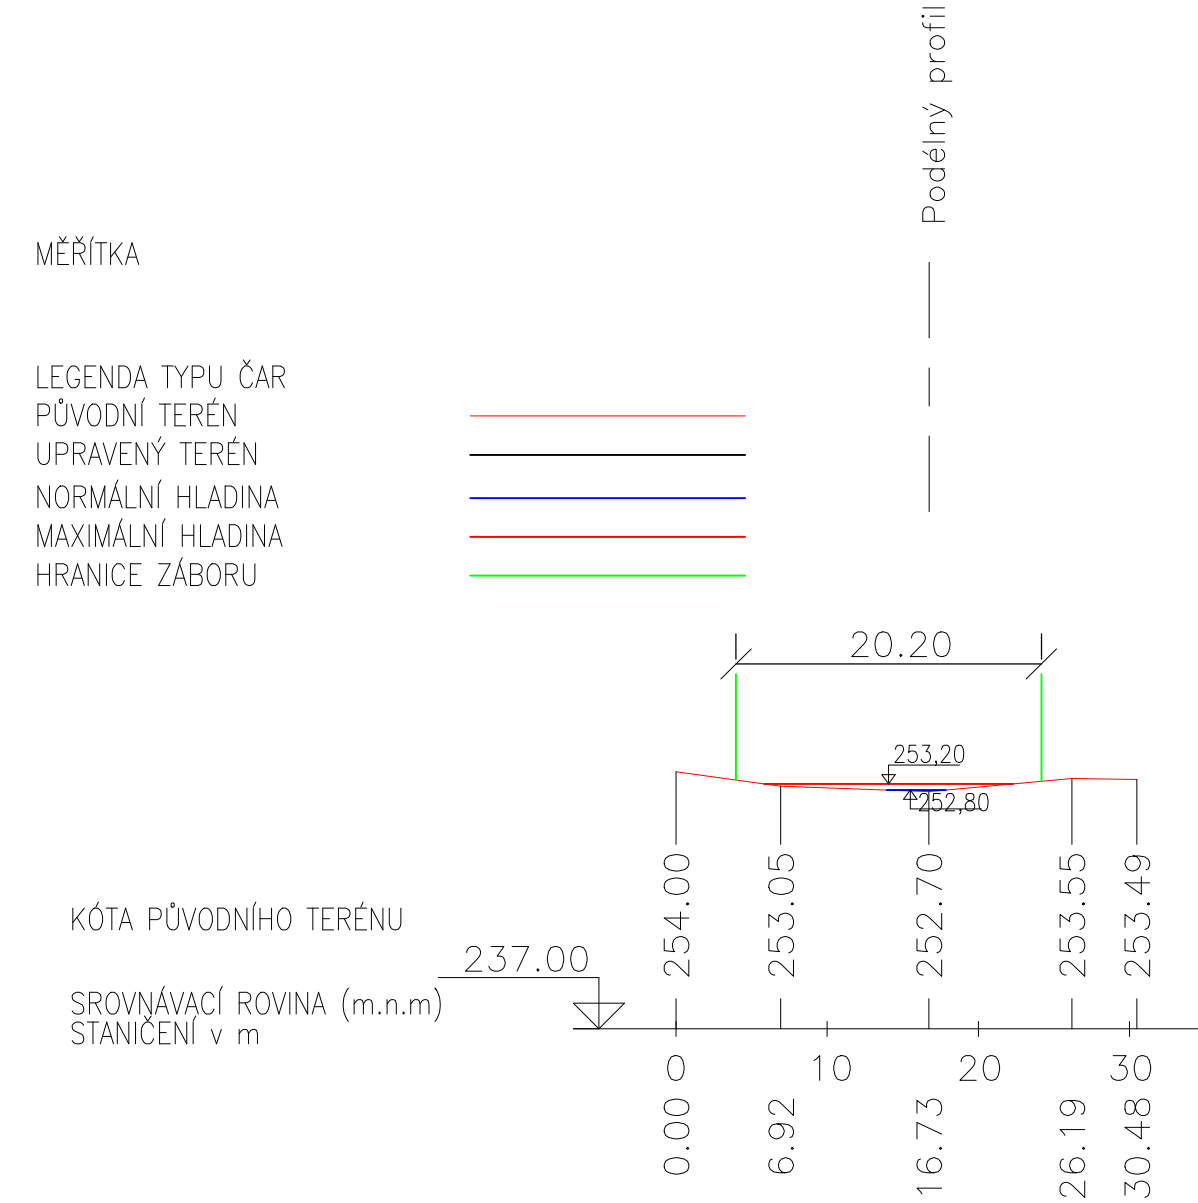 Podélný profil
MĚŘÍTKA
LEGENDA TYPU ČAR
PŮVODNÍ TERÉN
UPRAVENÝ TERÉN
NORMÁLNÍ HLADINA
MAXIMÁLNÍ HLADINA
HRANICE ZÁBORU
20.20
253,20
252,80
KÓTA PŮVODNÍHO TERÉNU
254.00
253.05
252.70
253.55
253.49
237.00
SROVNÁVACÍ ROVINA (m.n.m)
STANIČENÍ v m
0 10 20 30
0.00
6.92
16.73
26.19
30.48